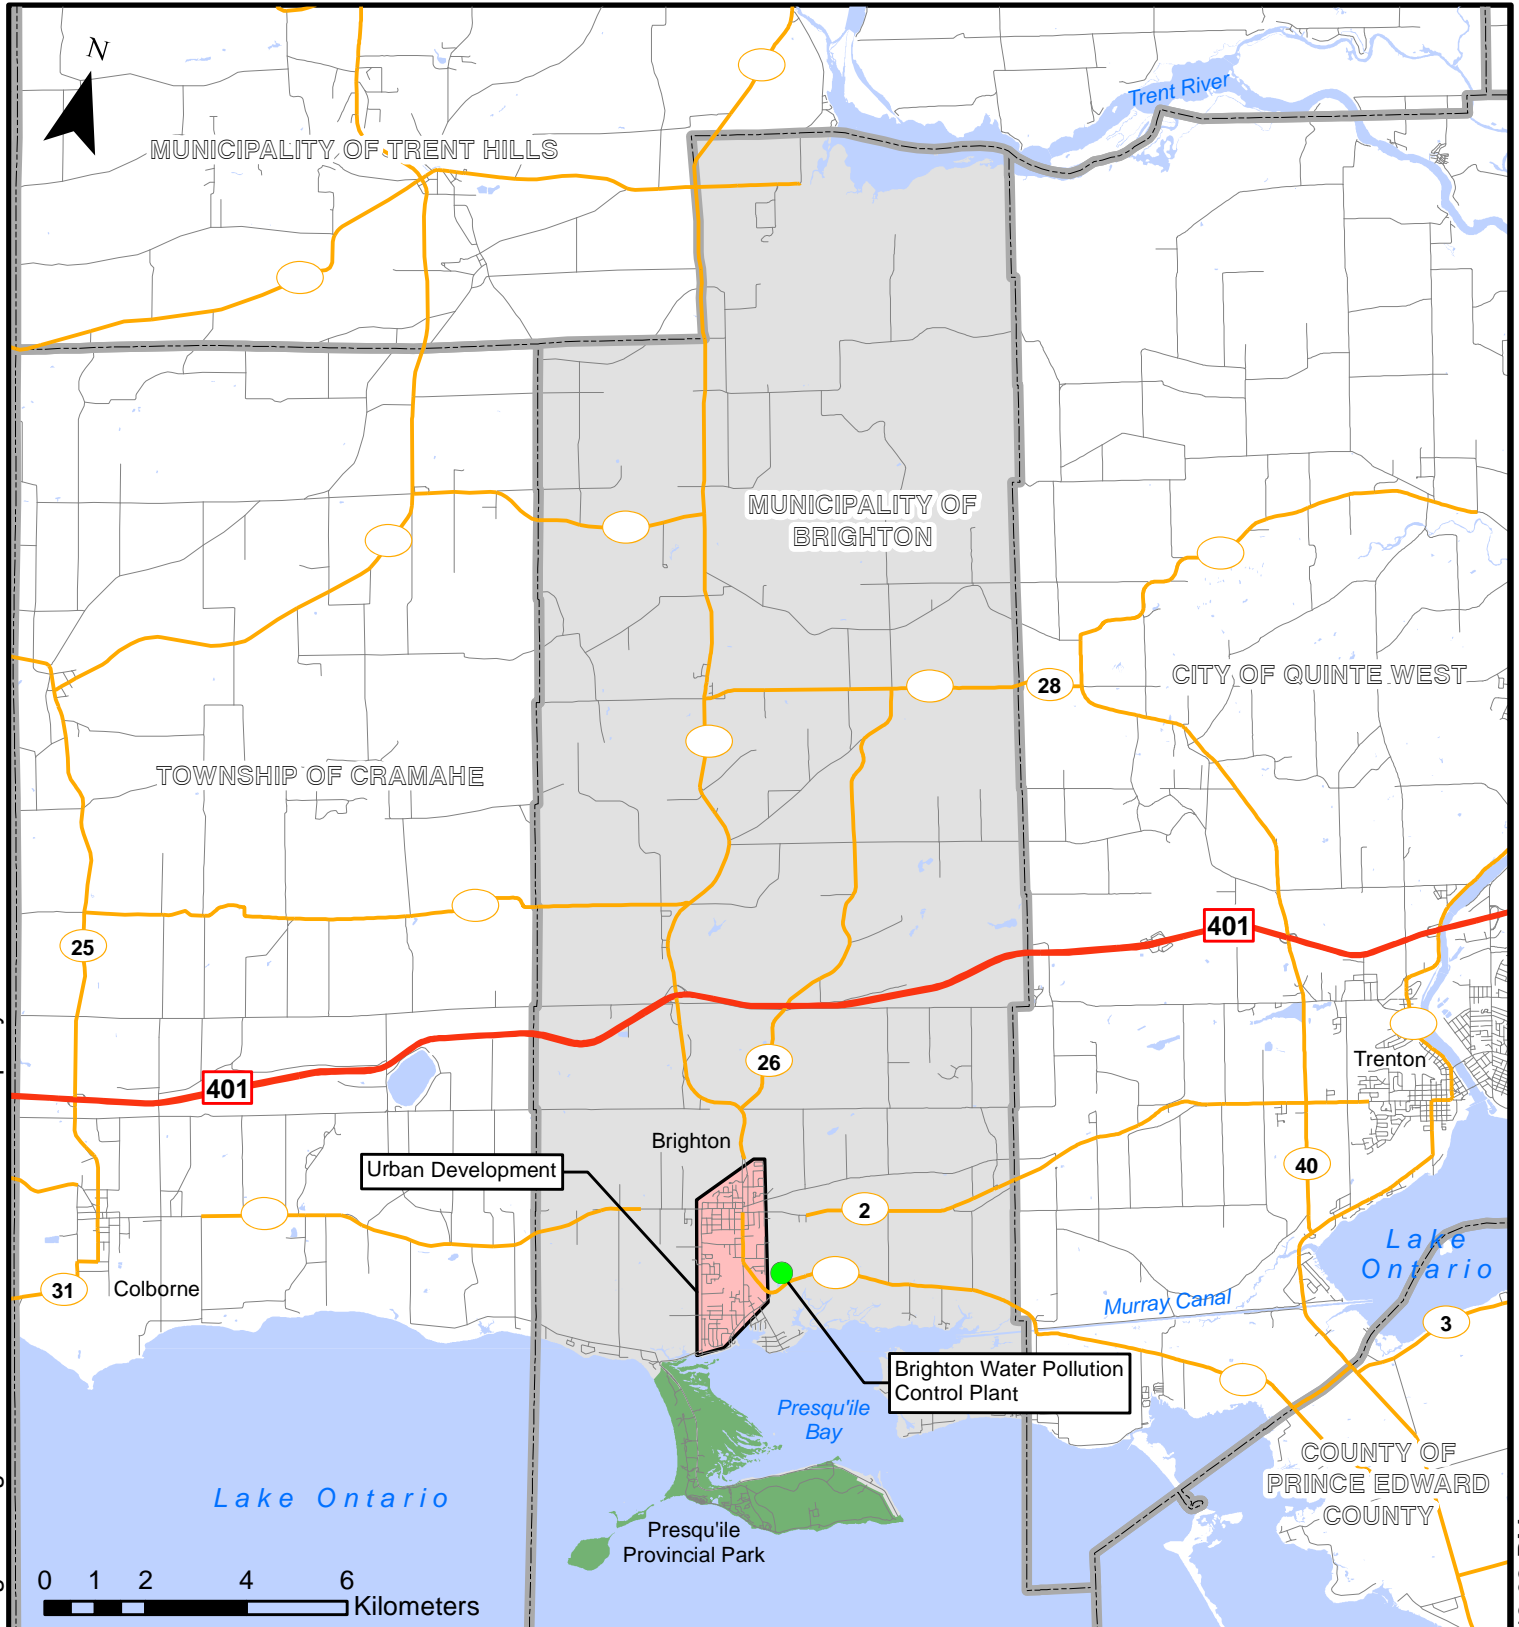 N
Trent River
MUNICIPALITY OF TRENT HILLS
MUNICIPALITY OF
BRIGHTON
CITY OF QUINTE WEST
28
TOWNSHIP OF CRAMAHE
401
25
Trenton
26
401
Brighton
Urban Development
40
2
Lake
Ontario
31
Colborne
Murray Canal
3
Brighton Water Pollution
Control Plant
Presqu'ile
Bay
COUNTY OF
PRINCE EDWARD
COUNTY
Lake Ontario
Presqu'ile
Provincial Park
0 1 2 4 6
Kilometers